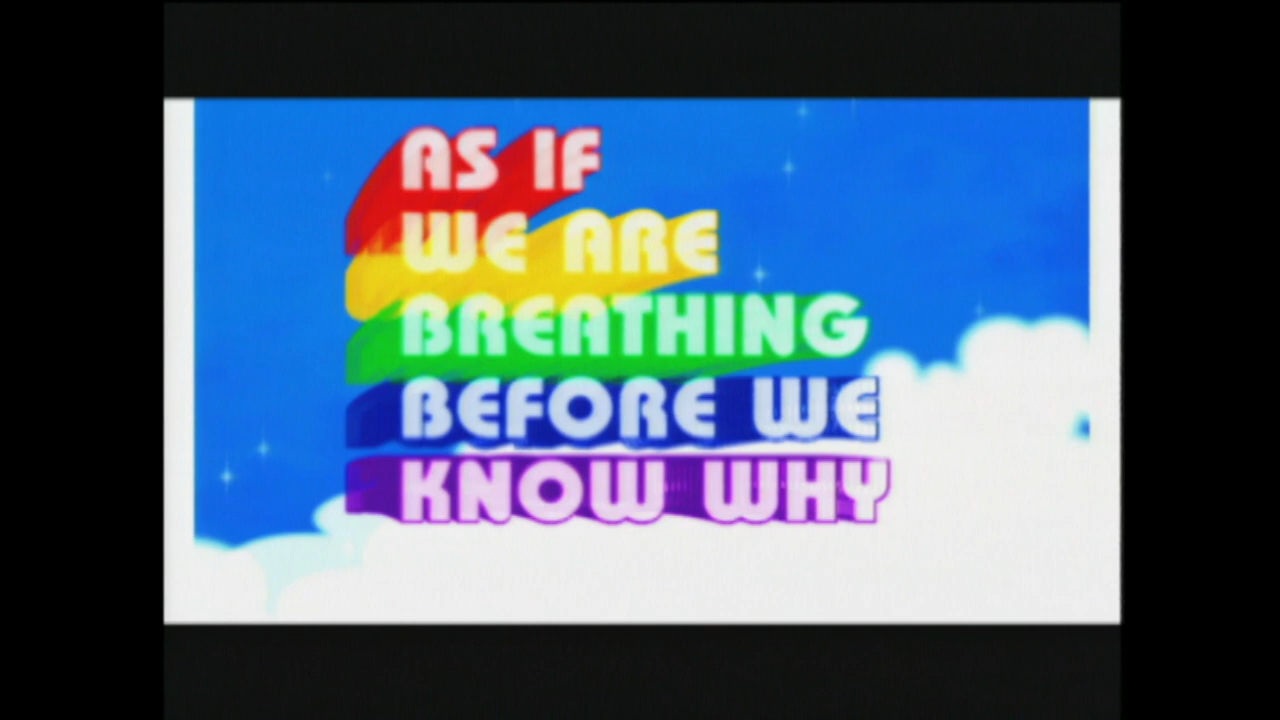 AS IF
WE ARE
BREATHING
BEFORE WE
KNOW WHY